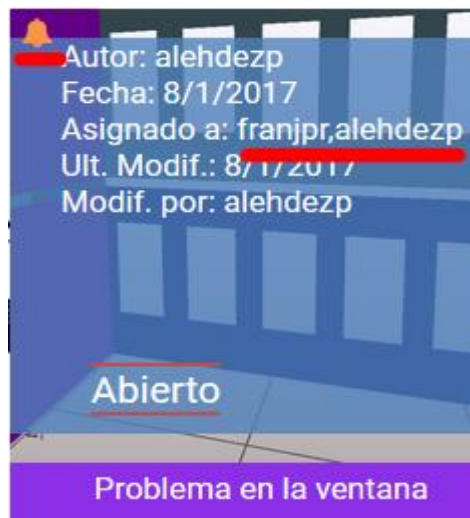 Autor: alehdezp
Fecha: 8/1/2017
Asignado a: franjpr,alehdezp
Ult. Modif.: 8/1/2017
Modif. por: alehdezp
Abierto
Problema en la ventana